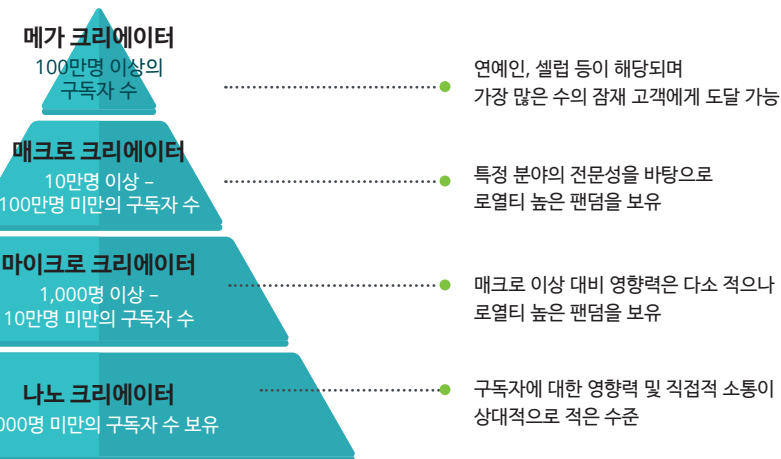 메가 크리에이터
100만명 이상의
구독자 수
연예인, 셀럽 등이 해당되며
가장 많은 수의 잠재 고객에게 도달 가능
매크로 크리에이터
10만명 이상 –
100만명 미만의 구독자 수
특정 분야의 전문성을 바탕으로
로열티 높은 팬덤을 보유
마이크로 크리에이터
1,000명 이상 –
10만명 미만의 구독자 수
매크로 이상 대비 영향력은 다소 적으나
로열티 높은 팬덤을 보유
나노 크리에이터
미만의 구독자 수 보유
구독자에 대한 영향력 및 직접적 소통이
상대적으로 적은 수준